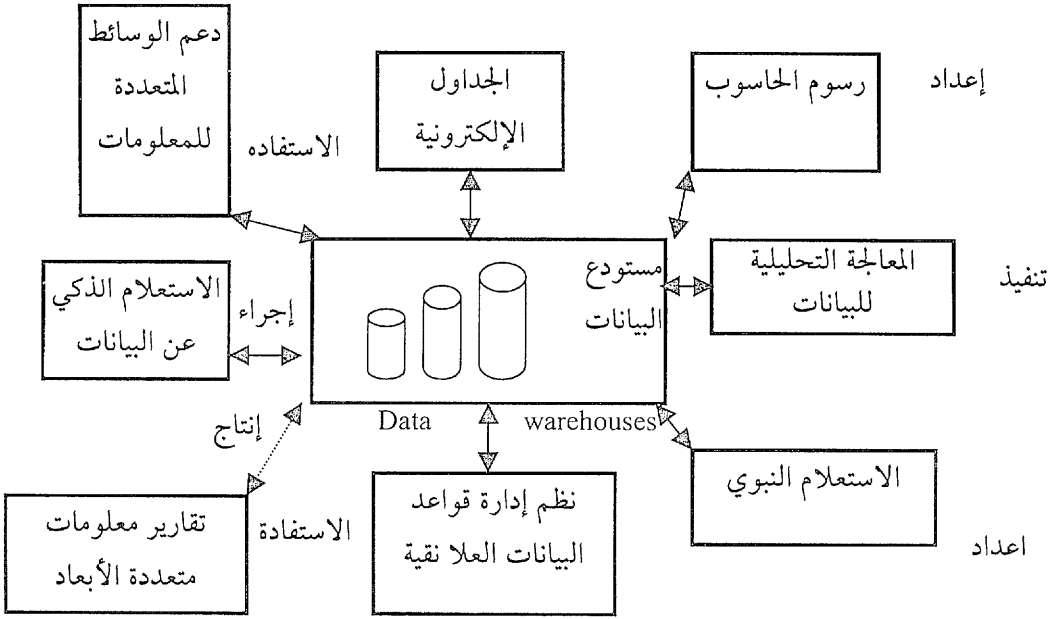 دعم الوسائط
المتعددة
للمعلومات
الاستفاده
الجداول
الإلكترونية
رسوم الحاسوب
إعداد
الاستعلام الذكي
عن البيانات
إجراء
مستودع
البيانات
المعالجة التحليلية
للبيانات
تنفيذ
Data warehouses
إنتاج
تقارير معلومات
متعددة الأبعاد
الاستفادة
نظم إدارة قواعد
البيانات العلا نقية
الاستعلام النبوي
اعداد